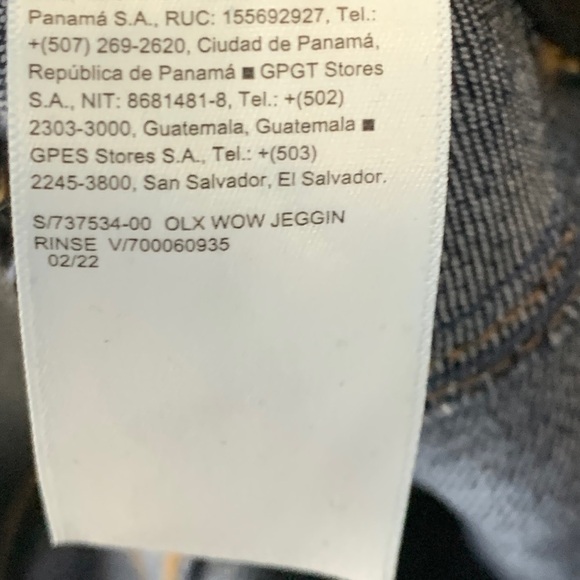 Panamá S.A., RUC: 155692927, Tel.:
+(507) 269-2620, Ciudad de Panamá,
República de Panamá ■ GPGT Stores
S.A., NIT: 8681481-8, Tel.: +(502)
2303-3000, Guatemala, Guatemala ■
GPES Stores S.A., Tel.: +(503)
2245-3800, San Salvador, El Salvador.
S/737534-00 OLX WOW JEGGIN
RINSE V/700060935
02/22